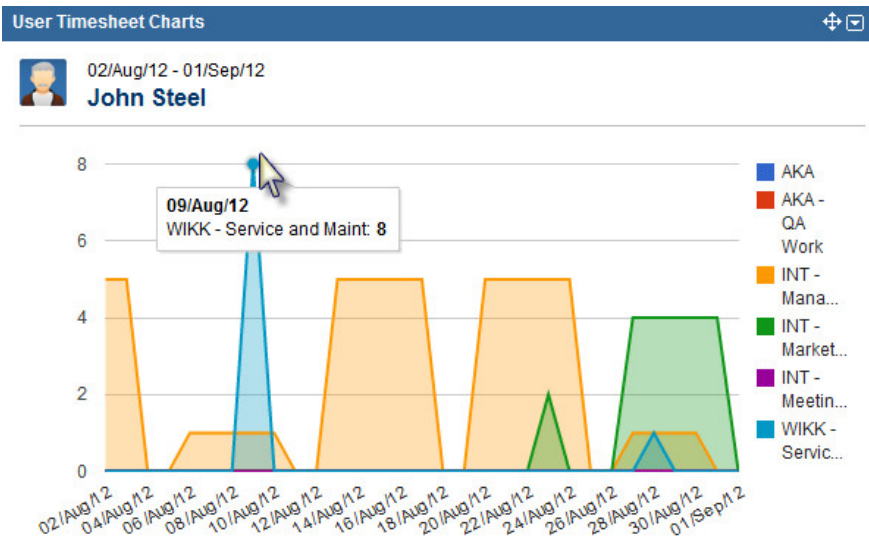 User Timesheet Charts
02/Aug/12 - 01/Sep/12
John Steel
8
6
4
2
0
09/Aug/12
WIKK - Service and Maint: 8
02/Aug/12
04/Aug/12
06/Aug/12
08/Aug/12
10/Aug/12
12/Aug/12
14/Aug/12
16/Aug/12
18/Aug/12
20/Aug/12
22/Aug/12
24/Aug/12
26/Aug/12
28/Aug/12
30/Aug/12
01/Sep/12
AKA
AKA -
QA
Work
INT -
Mana...
INT -
Market...
INT -
Meetin...
WIKK -
Servic...